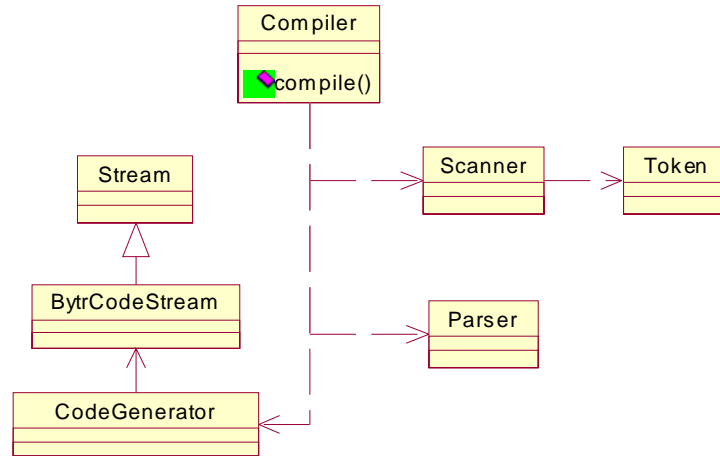 Compiler
compile()
Stream
Scanner
Token
BytrCodeStream
Parser
CodeGenerator